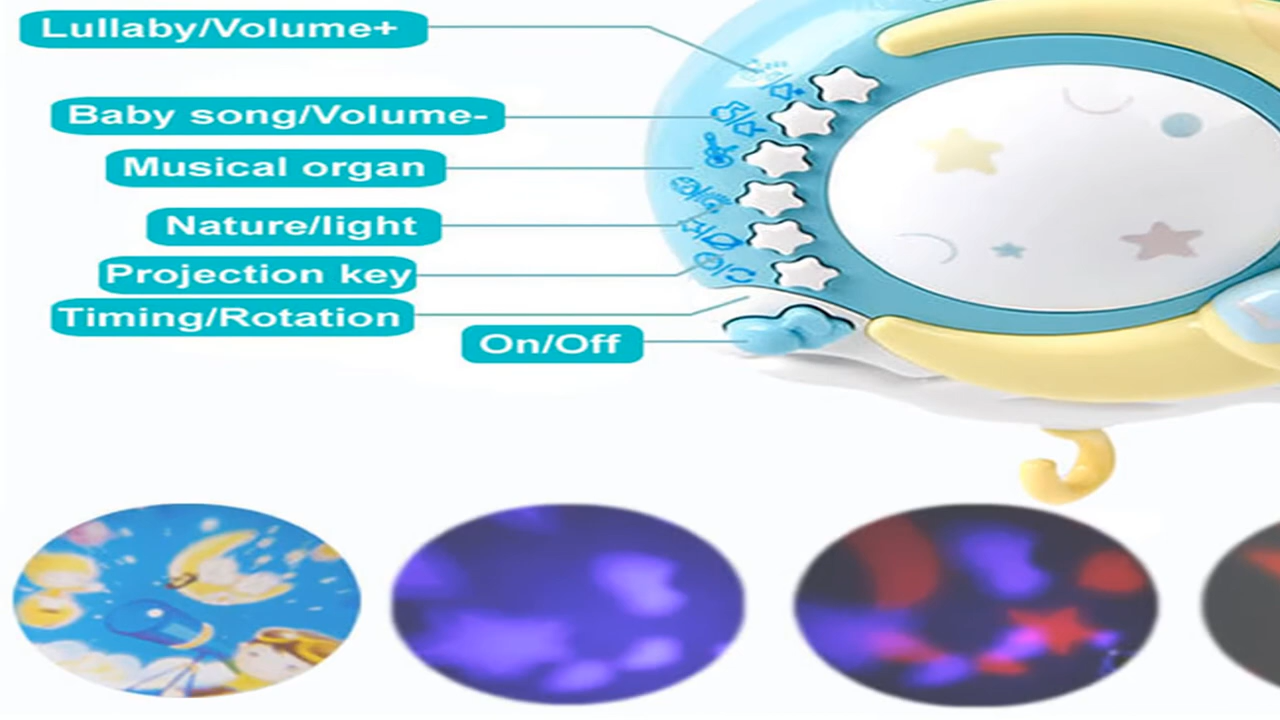 Lullaby/Volume+
Baby song/Volume-
Musical organ
Nature/light
Projection key
Timing/Rotation
On/Off